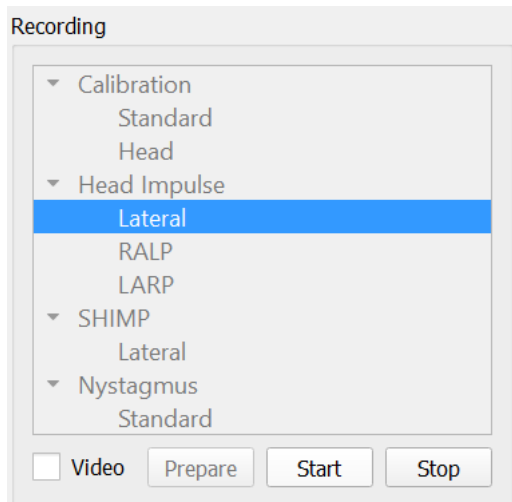 Recording
Calibration
Standard
Head
Head Impulse
Lateral
RALP
LARP
SHIMP
Lateral
Nystagmus
Standard
Video Prepare Start Stop